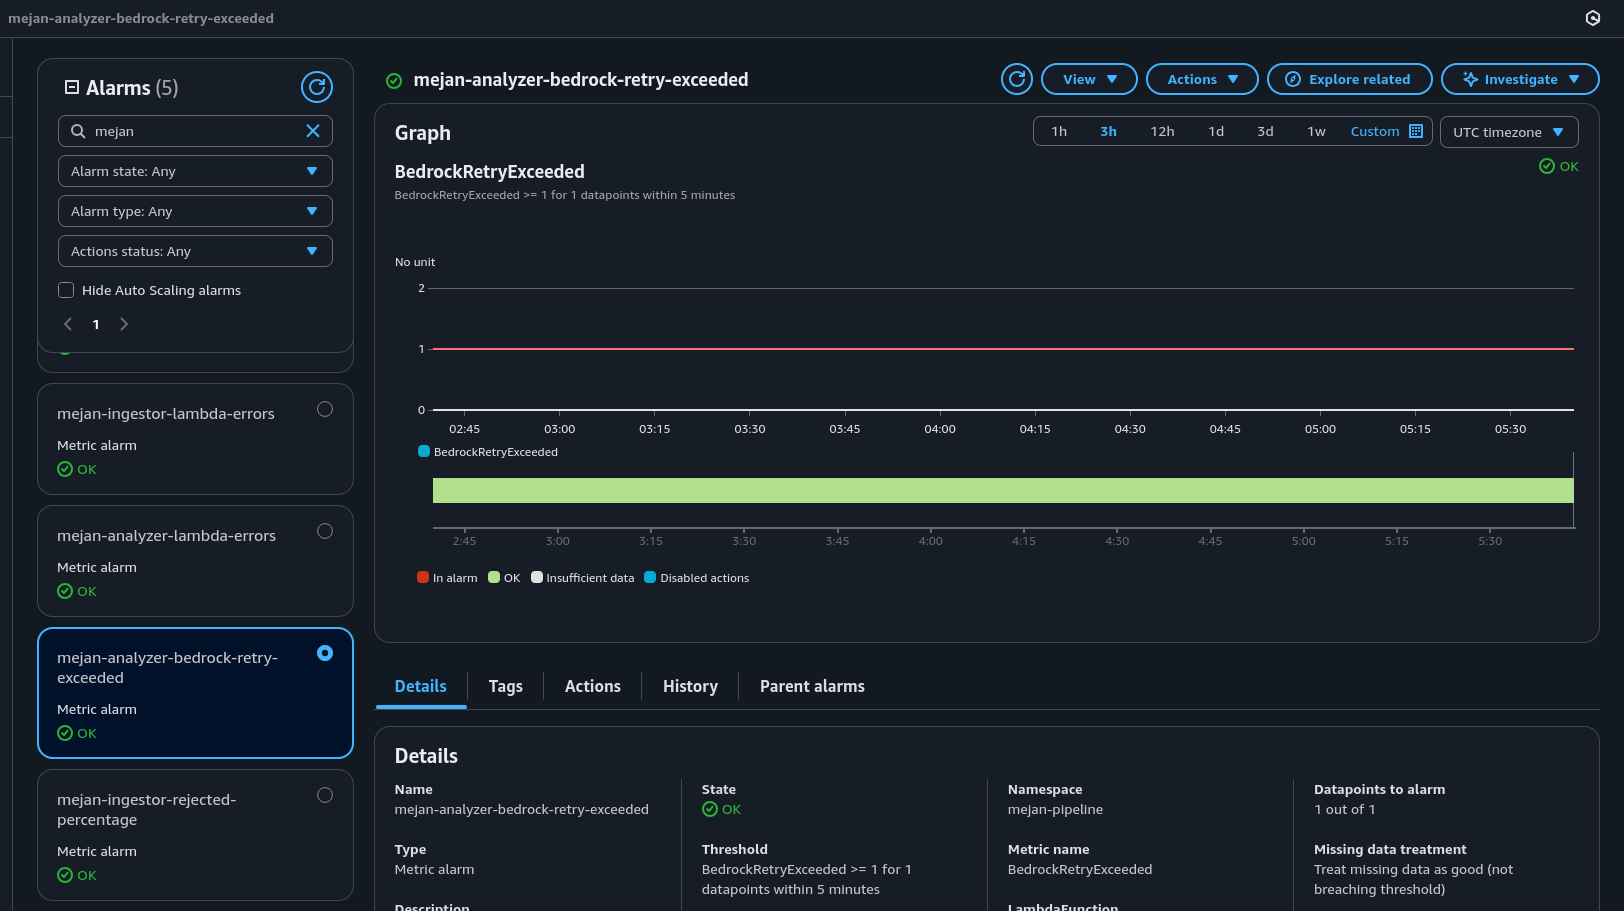 mejan-analyzer-bedrock-retry-exceeded
Alarms (5)
mejan
Alarm state: Any
Alarm type: Any
Actions status: Any
Hide Auto Scaling alarms
1
mejan-ingestor-lambda-errors
Metric alarm
OK
mejan-analyzer-lambda-errors
Metric alarm
OK
mejan-analyzer-bedrock-retry-
exceeded
Metric alarm
OK
mejan-ingestor-rejected-
percentage
Metric alarm
OK
mejan-analyzer-bedrock-retry-exceeded
View
Actions
Explore related
Investigate
Graph
1h 3h 12h 1d 3d 1w Custom
UTC timezone
BedrockRetryExceeded
OK
BedrockRetryExceeded >= 1 for 1 datapoints within 5 minutes
No unit
2
1
0
02:45 03:00 03:15 03:30 03:45 04:00 04:15 04:30 04:45 05:00 05:15 05:30
BedrockRetryExceeded
2:45 3:00 3:15 3:30 3:45 4:00 4:15 4:30 4:45 5:00 5:15 5:30
In alarm OK Insufficient data Disabled actions
Details Tags Actions History Parent alarms
Details
Name
mejan-analyzer-bedrock-retry-exceeded
Type
Metric alarm
Description
State
OK
Threshold
BedrockRetryExceeded >= 1 for 1
datapoints within 5 minutes
Namespace
mejan-pipeline
Metric name
BedrockRetryExceeded
LambdaFunction
Datapoints to alarm
1 out of 1
Missing data treatment
Treat missing data as good (not
breaching threshold)